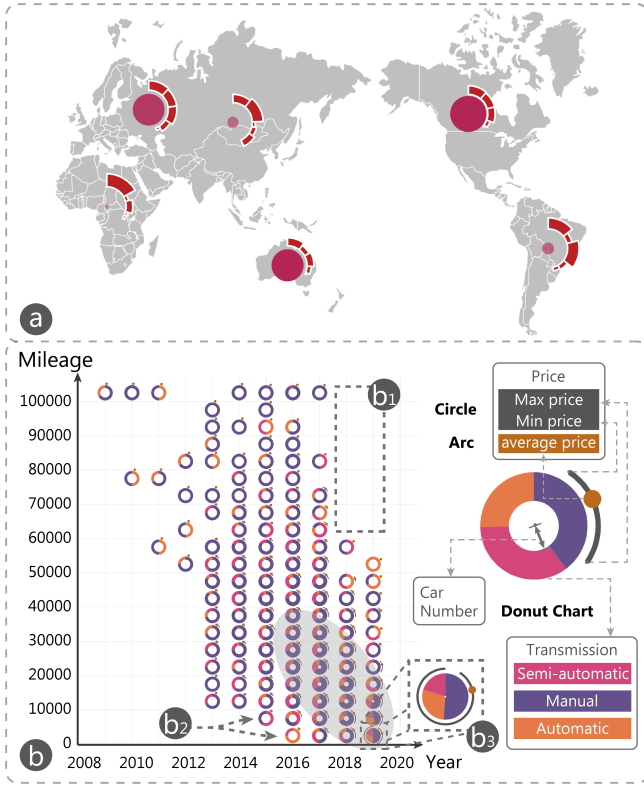 a
Mileage
100000
90000
80000
70000
60000
50000
40000
30000
20000
10000
0
2008 2010 2012 2014 2016 2018 2020 Year
b1
b2
b3
b
Price
Circle
Max price
Min price
Arc
average price
Car
Number
Donut Chart
Transmission
Semi-automatic
Manual
Automatic